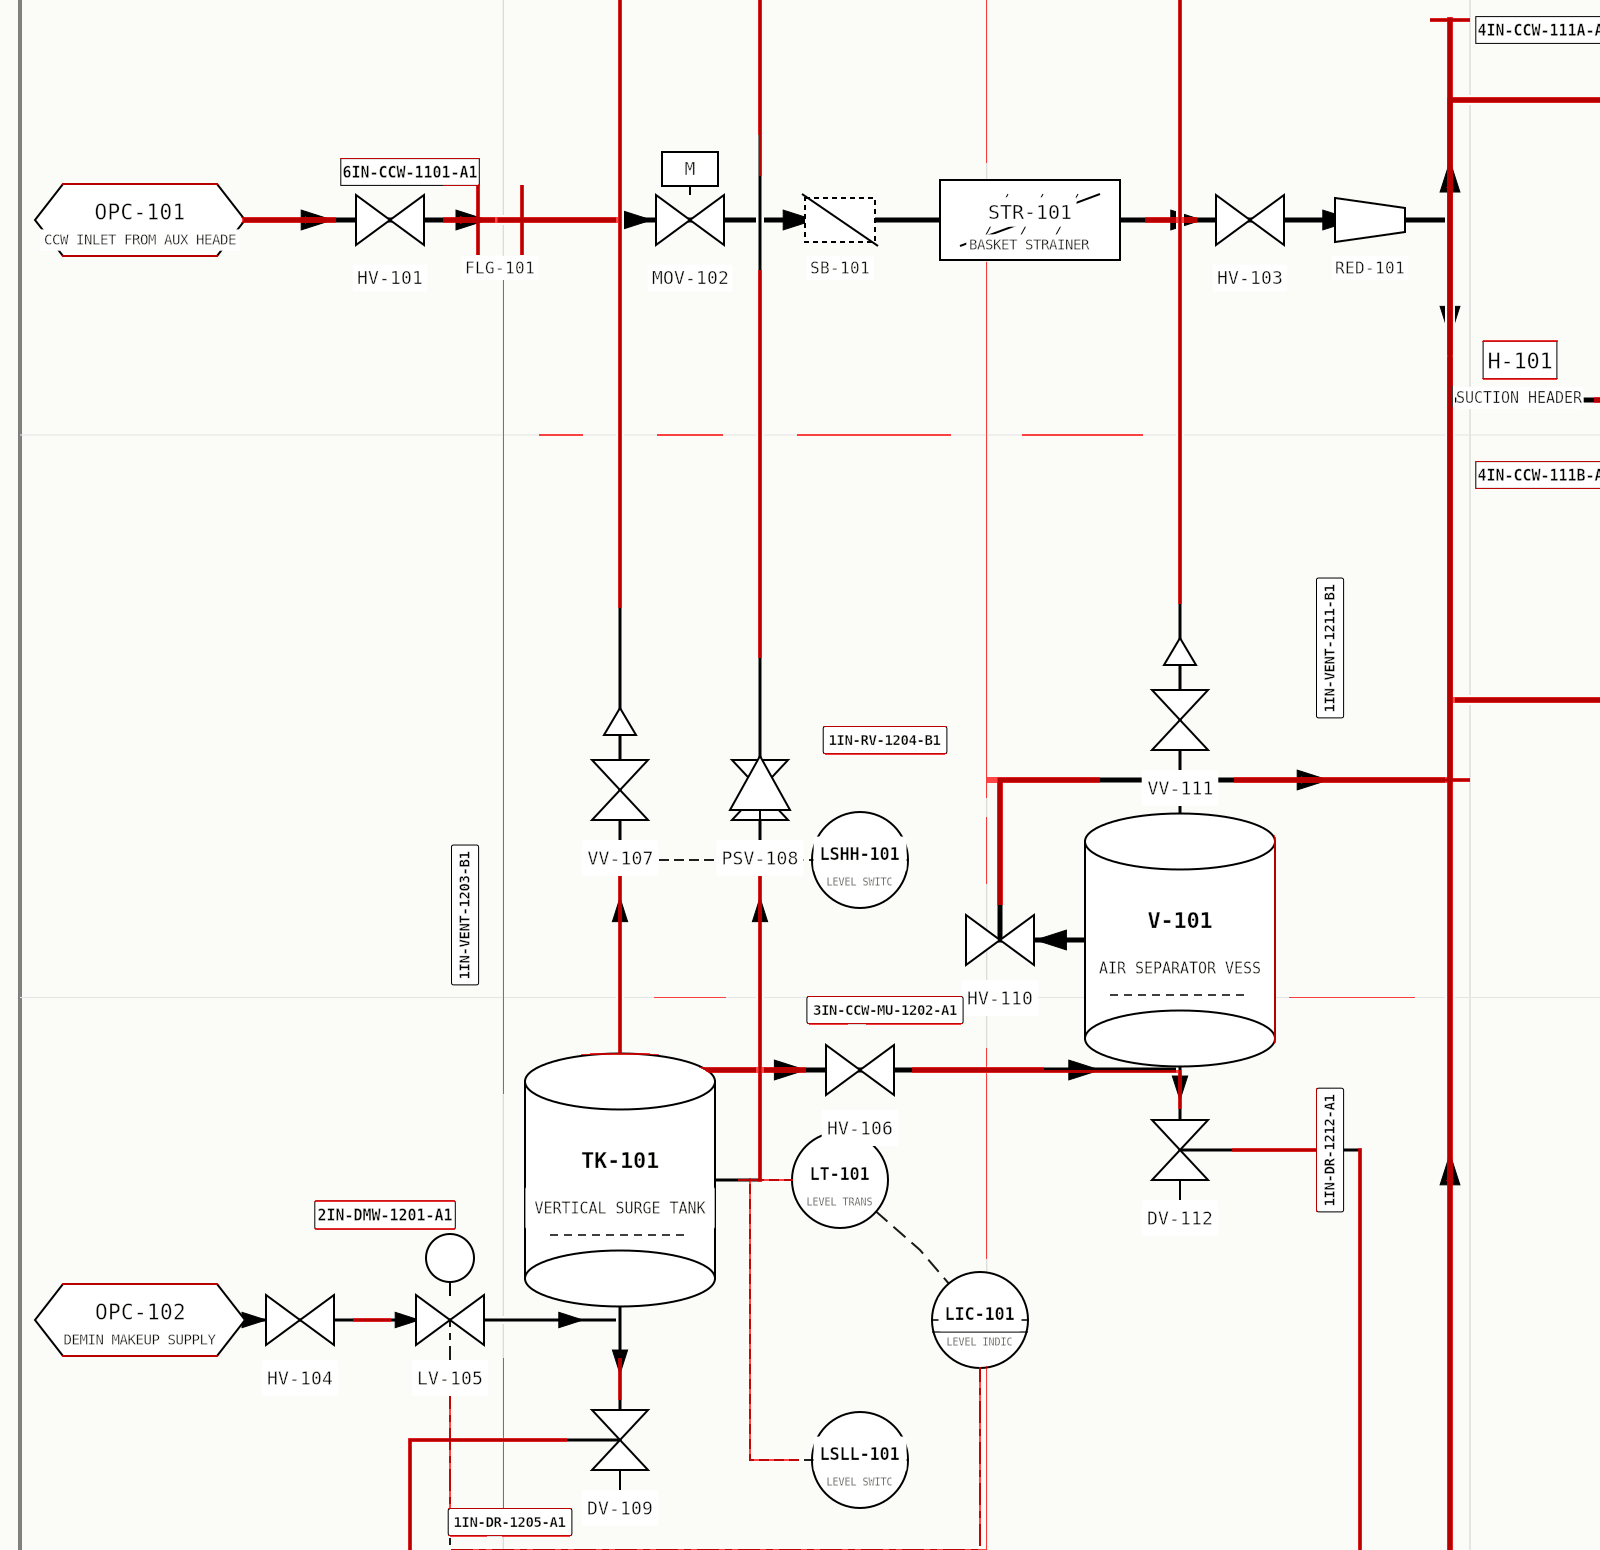 4IN-CCW-111A-A
6IN-CCW-1101-A1
M
OPC-101
CCW INLET FROM AUX HEADE
HV-101
FLG-101
MOV-102
SB-101
STR-101
BASKET STRAINER
HV-103
RED-101
H-101
SUCTION HEADER
4IN-CCW-111B-A
1IN-VENT-1211-B1
1IN-RV-1204-B1
VV-111
VV-107
PSV-108
LSHH-101
LEVEL SWITC
1IN-VENT-1203-B1
V-101
AIR SEPARATOR VESS
HV-110
3IN-CCW-MU-1202-A1
HV-106
TK-101
VERTICAL SURGE TANK
LT-101
LEVEL TRANS
1IN-DR-1212-A1
DV-112
2IN-DMW-1201-A1
OPC-102
DEMIN MAKEUP SUPPLY
HV-104
LV-105
LIC-101
LEVEL INDIC
LSLL-101
LEVEL SWITC
DV-109
1IN-DR-1205-A1